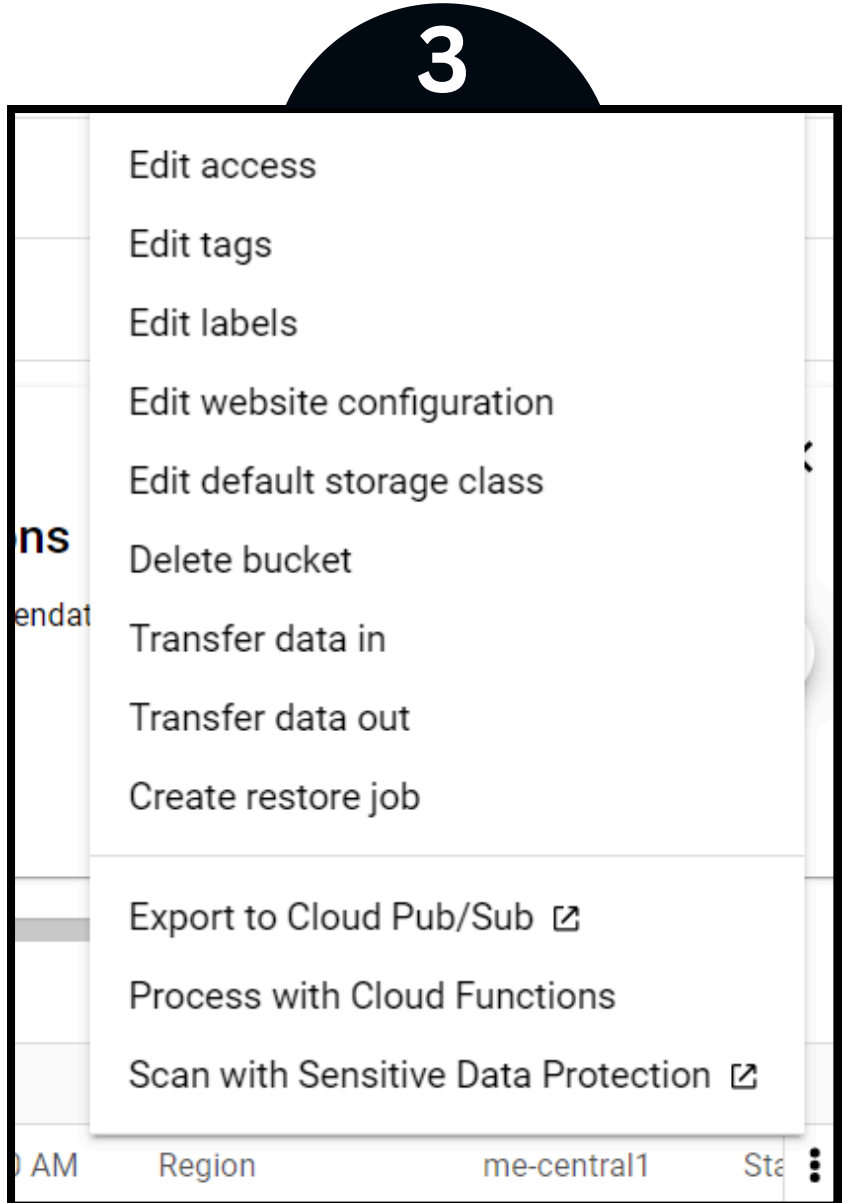 3
Edit access
Edit tags
Edit labels
Edit website configuration
Edit default storage class
ns
Delete bucket
endat
Transfer data in
Transfer data out
Create restore job
Export to Cloud Pub/Sub
Process with Cloud Functions
Scan with Sensitive Data Protection
AM Region me-central1 Sta